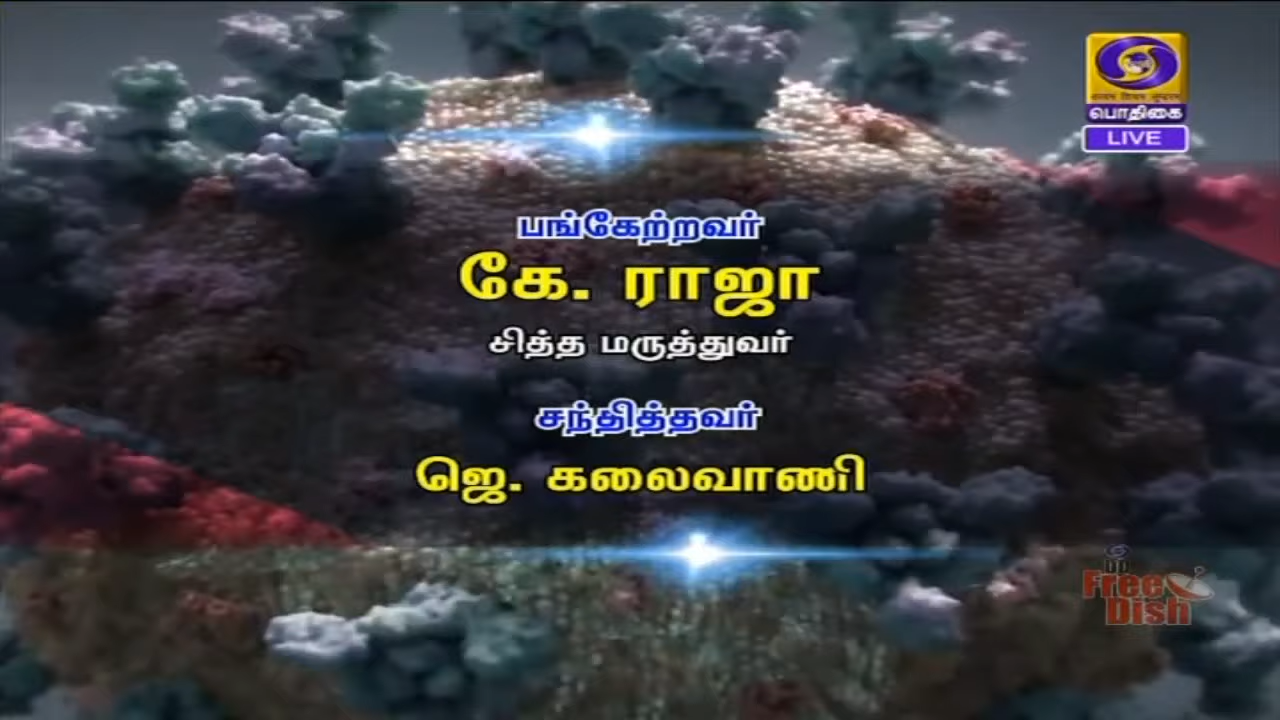 பொதிகை
LIVE
பங்கேற்றவர்
கே. ராஜா
சித்த மருத்துவர்
சந்தித்தவர்
ஜெ. கலைவாணி
Free
Dish